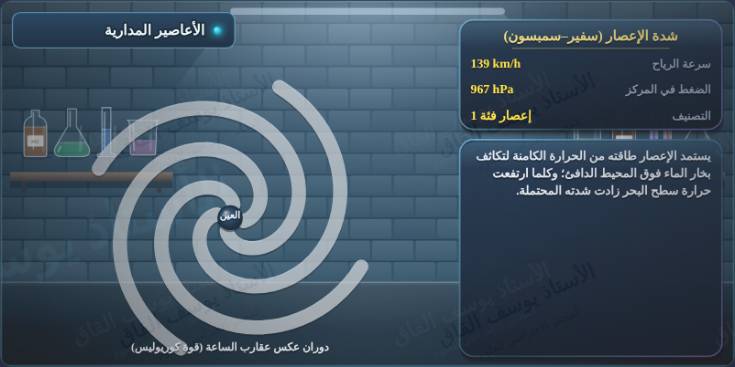 الأعاصير المدارية
شدة الإعصار (سفير–سمبسون)
سرعة الرياح 139 km/h
الضغط في المركز 967 hPa
التصنيف إعصار فئة 1
يستمد الإعصار طاقته من الحرارة الكامنة لتكاثف
بخار الماء فوق المحيط الدافئ؛ وكلما ارتفعت
حرارة سطح البحر زادت شدته المحتملة.
العين
دوران عكس عقارب الساعة (قوة كوريوليس)
الأستاذ يوسف